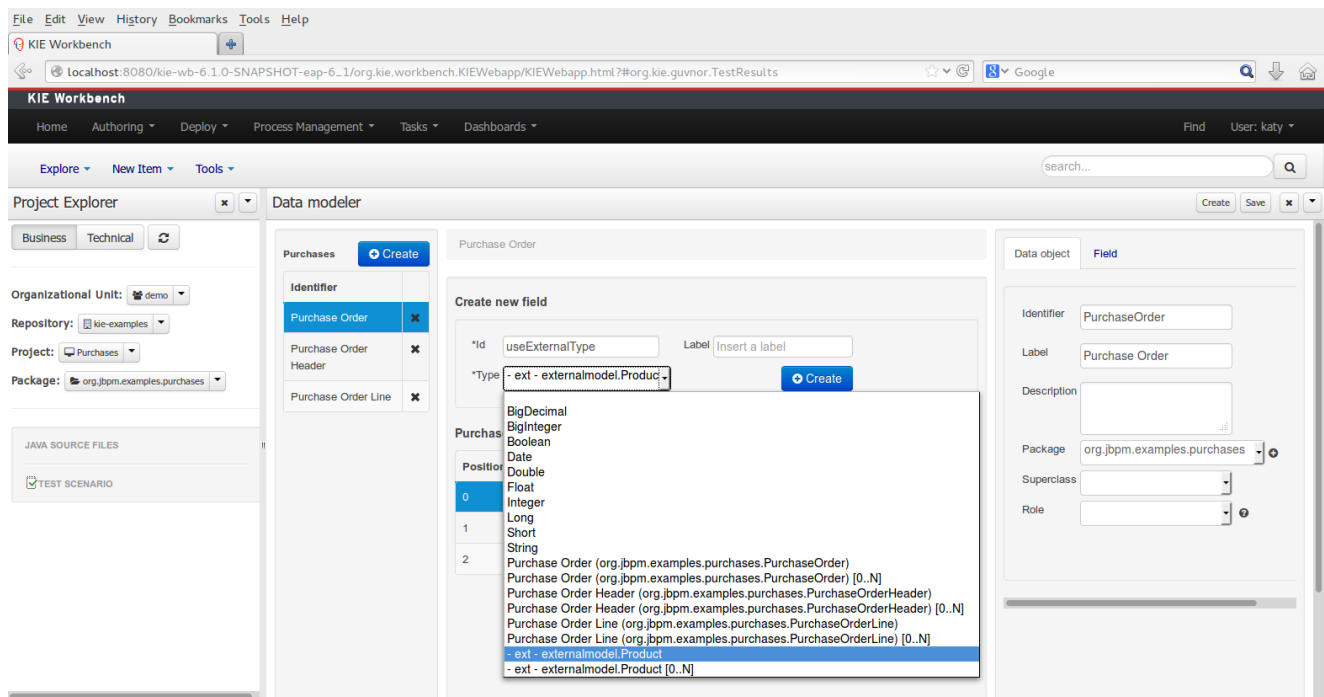 File Edit View History Bookmarks Tools Help
KIE Workbench
localhost:8080/kie-wb-6.1.0-SNAPSHOT-eap-6_1/org.kie.workbench.KIEWebapp/KIEWebapp.html?#org.kie.guvnor.TestResults
Google
KIE Workbench
Home Authoring Deploy Process Management Tasks Dashboards Find User: katy
Explore New Item Tools search...
Project Explorer
Data modeler
Create Save
Business Technical
Organizational Unit: demo
Repository: kie-examples
Project: Purchases
Package: org.jbpm.examples.purchases
JAVA SOURCE FILES
TEST SCENARIO
Purchases Create
Identifier
Purchase Order
Purchase Order Header
Purchase Order Line
Purchase Order
Create new field
*Id useExternalType Label Insert a label
*Type - ext - externalmodel.Produc Create
Purchas
Position
0
1
2
BigDecimal
BigInteger
Boolean
Date
Double
Float
Integer
Long
Short
String
Purchase Order (org.jbpm.examples.purchases.PurchaseOrder)
Purchase Order (org.jbpm.examples.purchases.PurchaseOrder) [0..N]
Purchase Order Header (org.jbpm.examples.purchases.PurchaseOrderHeader)
Purchase Order Header (org.jbpm.examples.purchases.PurchaseOrderHeader) [0..N]
Purchase Order Line (org.jbpm.examples.purchases.PurchaseOrderLine)
Purchase Order Line (org.jbpm.examples.purchases.PurchaseOrderLine) [0..N]
- ext - externalmodel.Product
- ext - externalmodel.Product [0..N]
Data object Field
Identifier PurchaseOrder
Label Purchase Order
Description
Package org.jbpm.examples.purchases
Superclass
Role